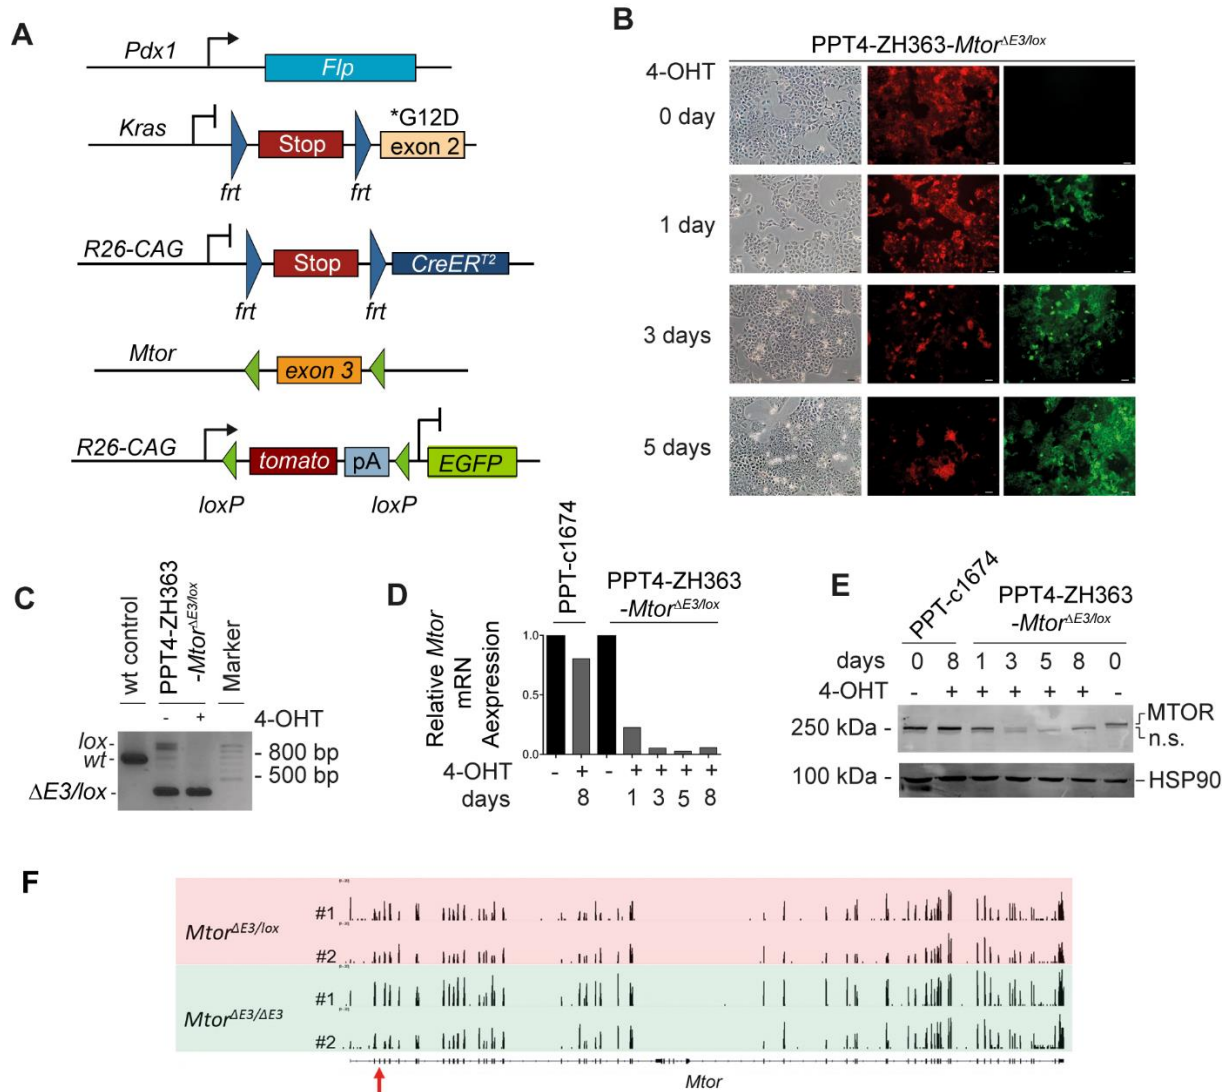 A
Pdx1
Flp
Kras
Stop
*G12D
exon 2
frt
frt
R26-CAG
Stop
CreER^T2
frt
frt
Mtor
exon 3
R26-CAG
tomato
pA
EGFP
loxP
loxP
B
PPT4-ZH363-Mtor^ΔE3/lox
4-OHT
0 day
1 day
3 days
5 days
C
wt control
PPT4-ZH363
-Mtor^ΔE3/lox
Marker
- + 4-OHT
lox-
wt-
ΔE3/lox-
- 800 bp
- 500 bp
D
PPT-c1674
PPT4-ZH363
-Mtor^ΔE3/lox
Relative Mtor
mRN
Aexpression
1.0
0.5
0.0
4-OHT - + - + + + +
days 8 1 3 5 8
E
PPT-c1674
PPT4-ZH363
-Mtor^ΔE3/lox
days 0 8 1 3 5 8 0
4-OHT - + + + + + -
250 kDa -
MTOR
n.s.
100 kDa -
HSP90
F
Mtor^ΔE3/lox
#1
#2
Mtor^ΔE3/ΔE3
#1
#2
Mtor